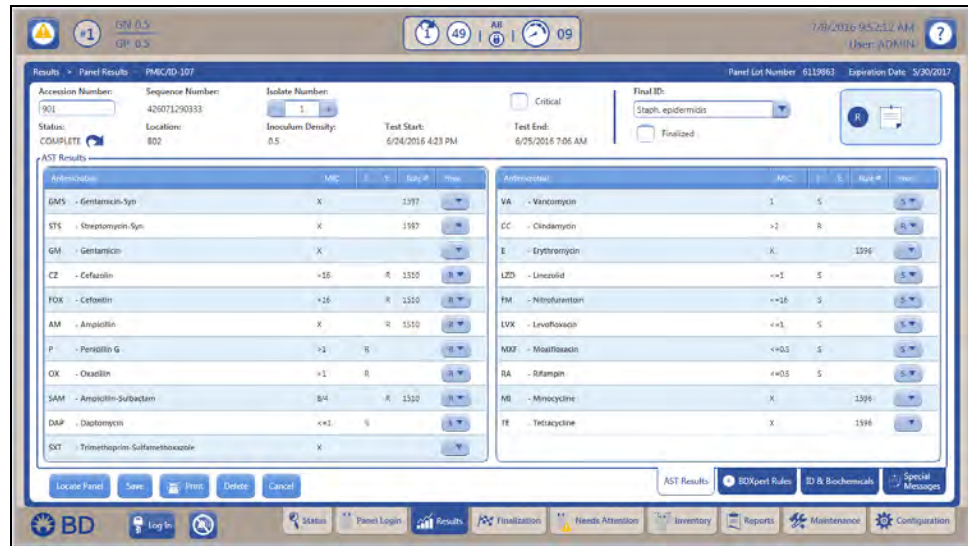 #1 GN 0.5
GP 0.5
1 49 | AB | 09
7/8/2016 9:52:12 AM
User: ADMIN
?
Results > Panel Results PMIC/ID-107 Panel Lot Number 6119863 Expiration Date 5/30/2017
Accession Number: Sequence Number: Isolate Number: Final ID:
901 426071290333 1 Critical Staph. epidermidis R
Status: Location: Inoculum Density: Test Start: Test End: Finalized
COMPLETE 802 0.5 6/24/2016 4:23 PM 6/25/2016 7:06 AM
AST Results
Antimicrobial MIC I E Rule # Final
GMS - Gentamicin-Syn X 1597
STS - Streptomycin-Syn X 1597
GM - Gentamicin X
CZ - Cefazolin >16 R 1510 R
FOX - Cefoxitin >16 R 1510 R
AM - Ampicillin X R 1510 R
P - Penicillin G >1 R R
OX - Oxacillin >1 R R
SAM - Ampicillin-Sulbactam 8/4 R 1510 R
DAP - Daptomycin <=1 S S
SXT - Trimethoprim-Sulfamethoxazole X
Antimicrobial MIC I E Rule # Final
VA - Vancomycin 1 S S
CC - Clindamycin >2 R R
E - Erythromycin X 1596
LZD - Linezolid <=1 S S
FM - Nitrofurantoin <=16 S S
LVX - Levofloxacin <=1 S S
MXF - Moxifloxacin <=0.5 S S
RA - Rifampin <=0.5 S S
MI - Minocycline X
TE - Tetracycline X 1596
Locate Panel Save Print Delete Cancel
AST Results BDXpert Rules ID & Biochemicals Special Messages
BD Log In Status Panel Login Results Finalization Needs Attention Inventory Reports Maintenance Configuration